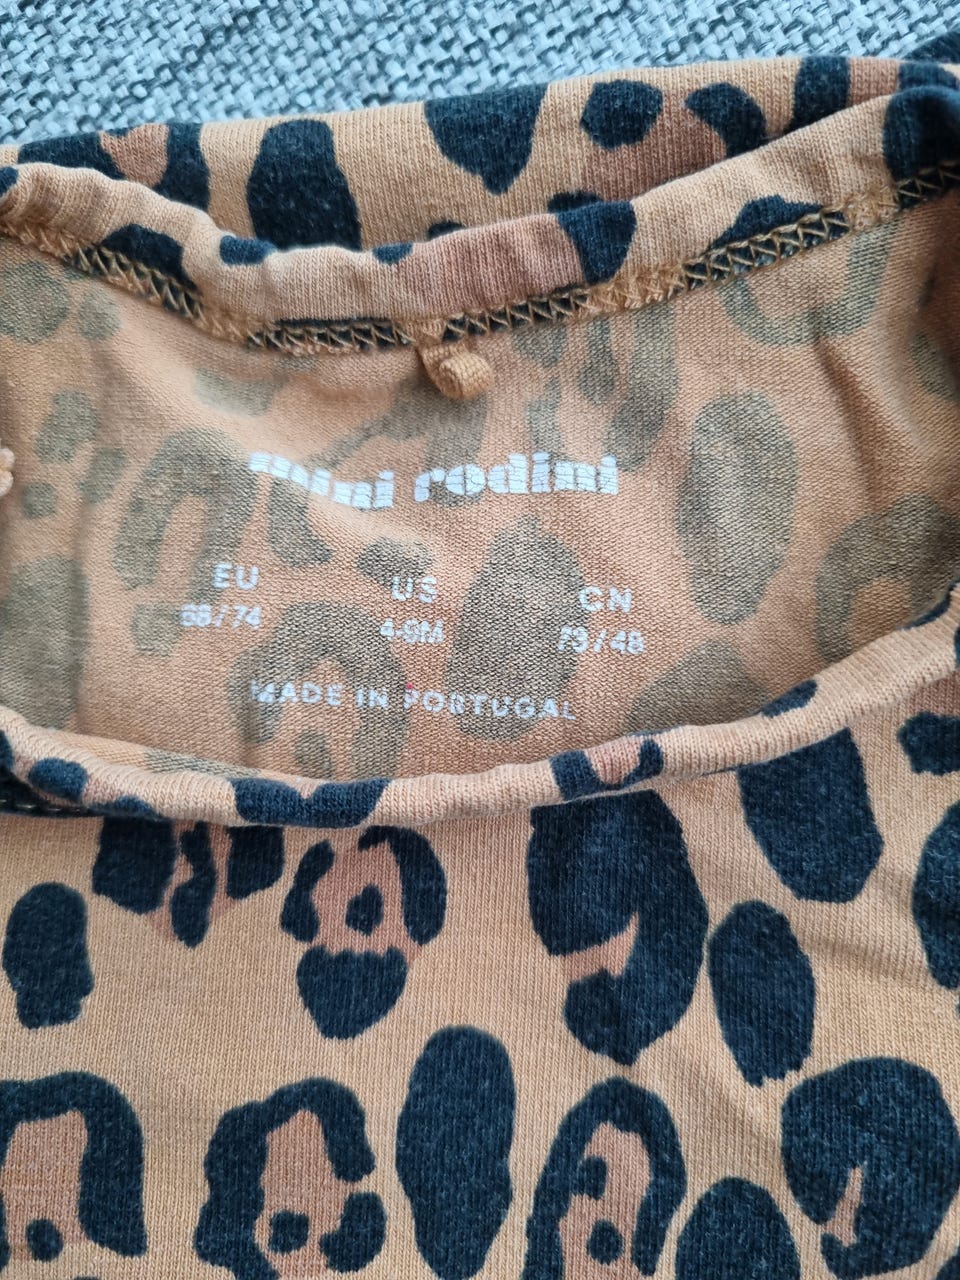 mini rodini
EU US CN
68/74 4-9M 73/48
MADE IN PORTUGAL